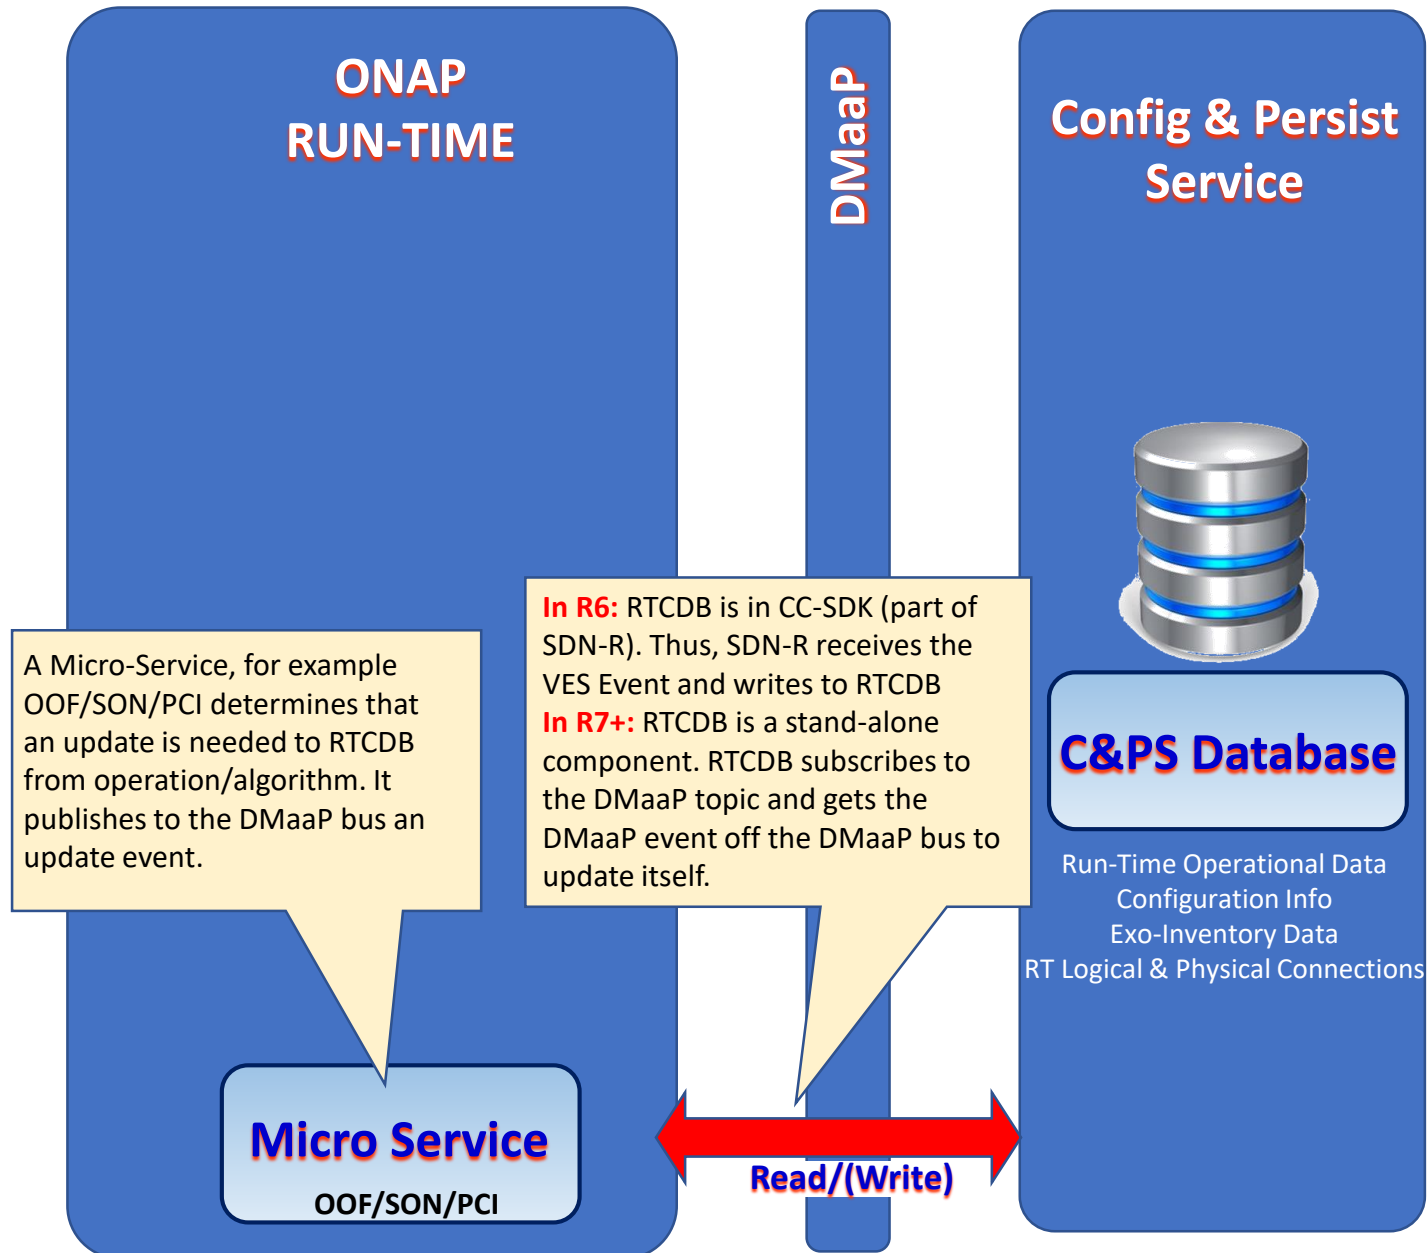 ONAP
RUN-TIME
DMaaP
Config & Persist
Service
In R6: RTCDB is in CC-SDK (part of
SDN-R). Thus, SDN-R receives the
VES Event and writes to RTCDB
In R7+: RTCDB is a stand-alone
component. RTCDB subscribes to
the DMaaP topic and gets the
DMaaP event off the DMaaP bus to
update itself.
A Micro-Service, for example
OOF/SON/PCI determines that
an update is needed to RTCDB
from operation/algorithm. It
publishes to the DMaaP bus an
update event.
C&PS Database
Run-Time Operational Data
Configuration Info
Exo-Inventory Data
RT Logical & Physical Connections
Micro Service
OOF/SON/PCI
Read/(Write)